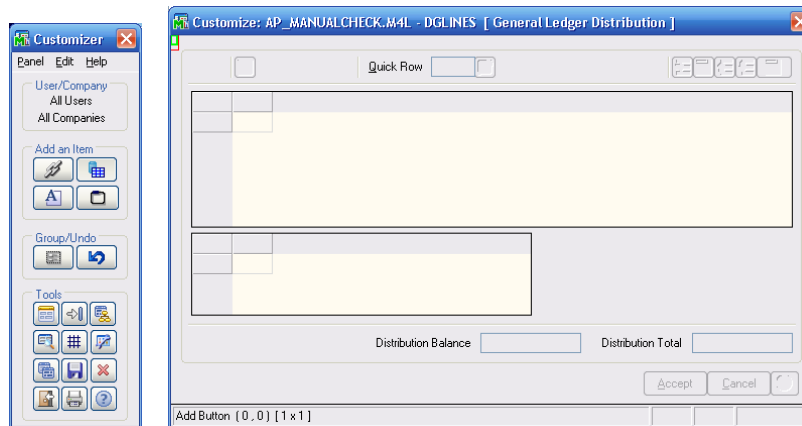 Customizer
Panel Edit Help
User/Company
All Users
All Companies
Add an Item
A
Group/Undo
Tools
Customize: AP_MANUALCHECK.M4L - DGLINES [ General Ledger Distribution ]
Quick Row
Distribution Balance
Distribution Total
Accept Cancel
Add Button ( 0 , 0 ) [ 1 x 1 ]